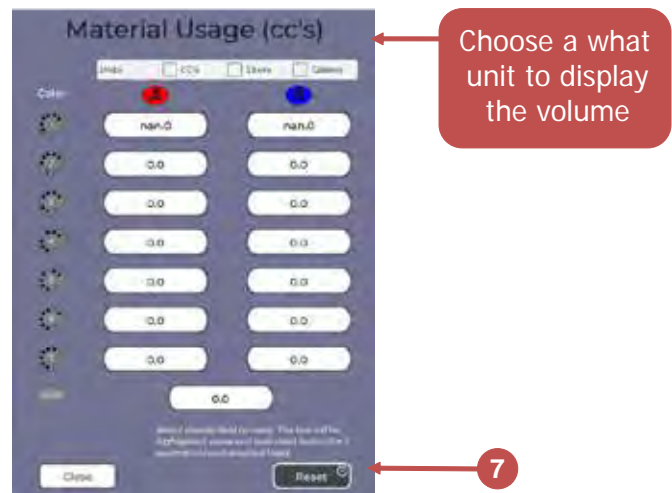 Material Usage (cc's)
Choose a what
unit to display
the volume
Units CC's Liters Gallons
Color
nan.0 nan.0
0.0 0.0
0.0 0.0
0.0 0.0
0.0 0.0
0.0 0.0
0.0 0.0
0.0
Close Reset
7